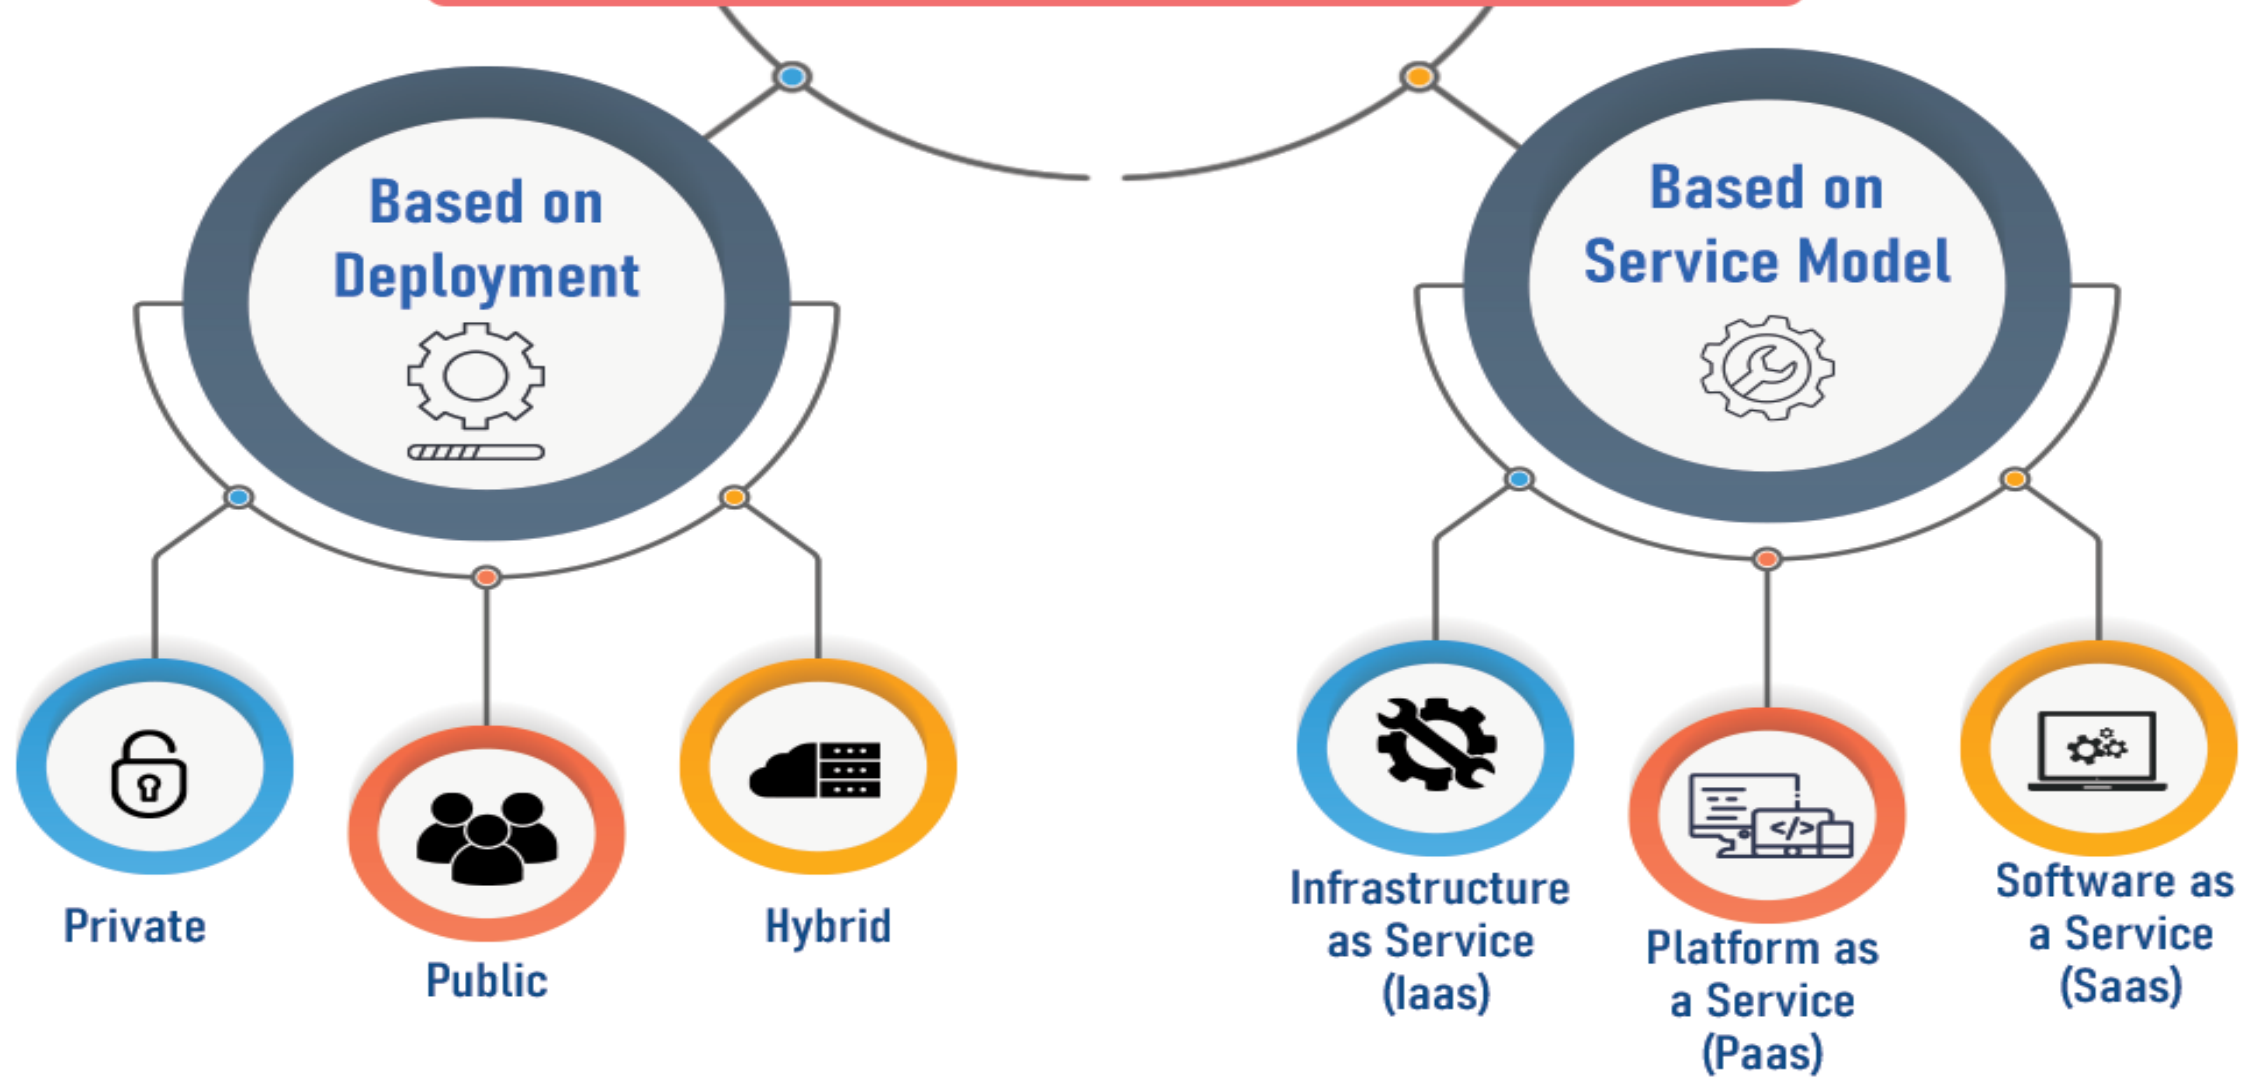 Based on
Deployment
Private
Public
Hybrid
Based on
Service Model
</>
Infrastructure
as Service
(Iaas)
Platform as
a Service
(Paas)
Software as
a Service
(Saas)